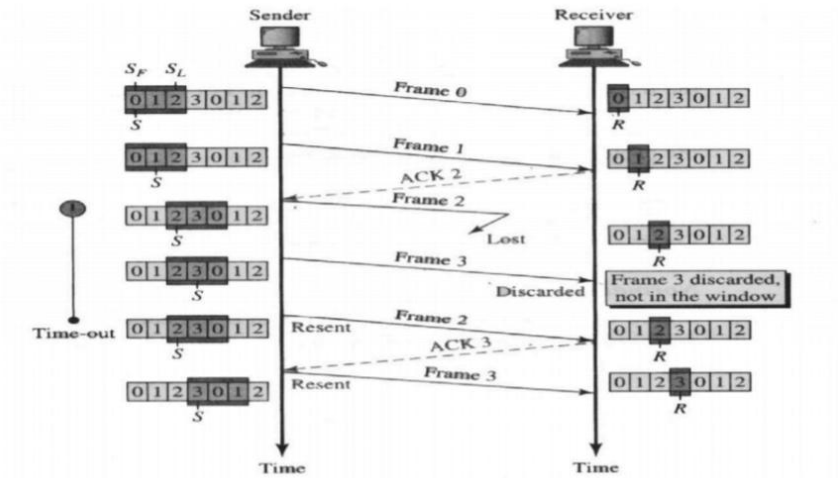 Sender Receiver
S_F S_L
0 1 2 3 0 1 2
S
Frame 0
0 1 2 3 0 1 2
R
0 1 2 3 0 1 2
S
Frame 1
0 1 2 3 0 1 2
R
ACK 2
1
0 1 2 3 0 1 2
S
Frame 2
Lost
0 1 2 3 0 1 2
R
0 1 2 3 0 1 2
S
Frame 3
Discarded
Frame 3 discarded,
not in the window
Time-out
0 1 2 3 0 1 2
S
Resent
Frame 2
0 1 2 3 0 1 2
R
ACK 3
0 1 2 3 0 1 2
S
Resent
Frame 3
0 1 2 3 0 1 2
R
Time Time